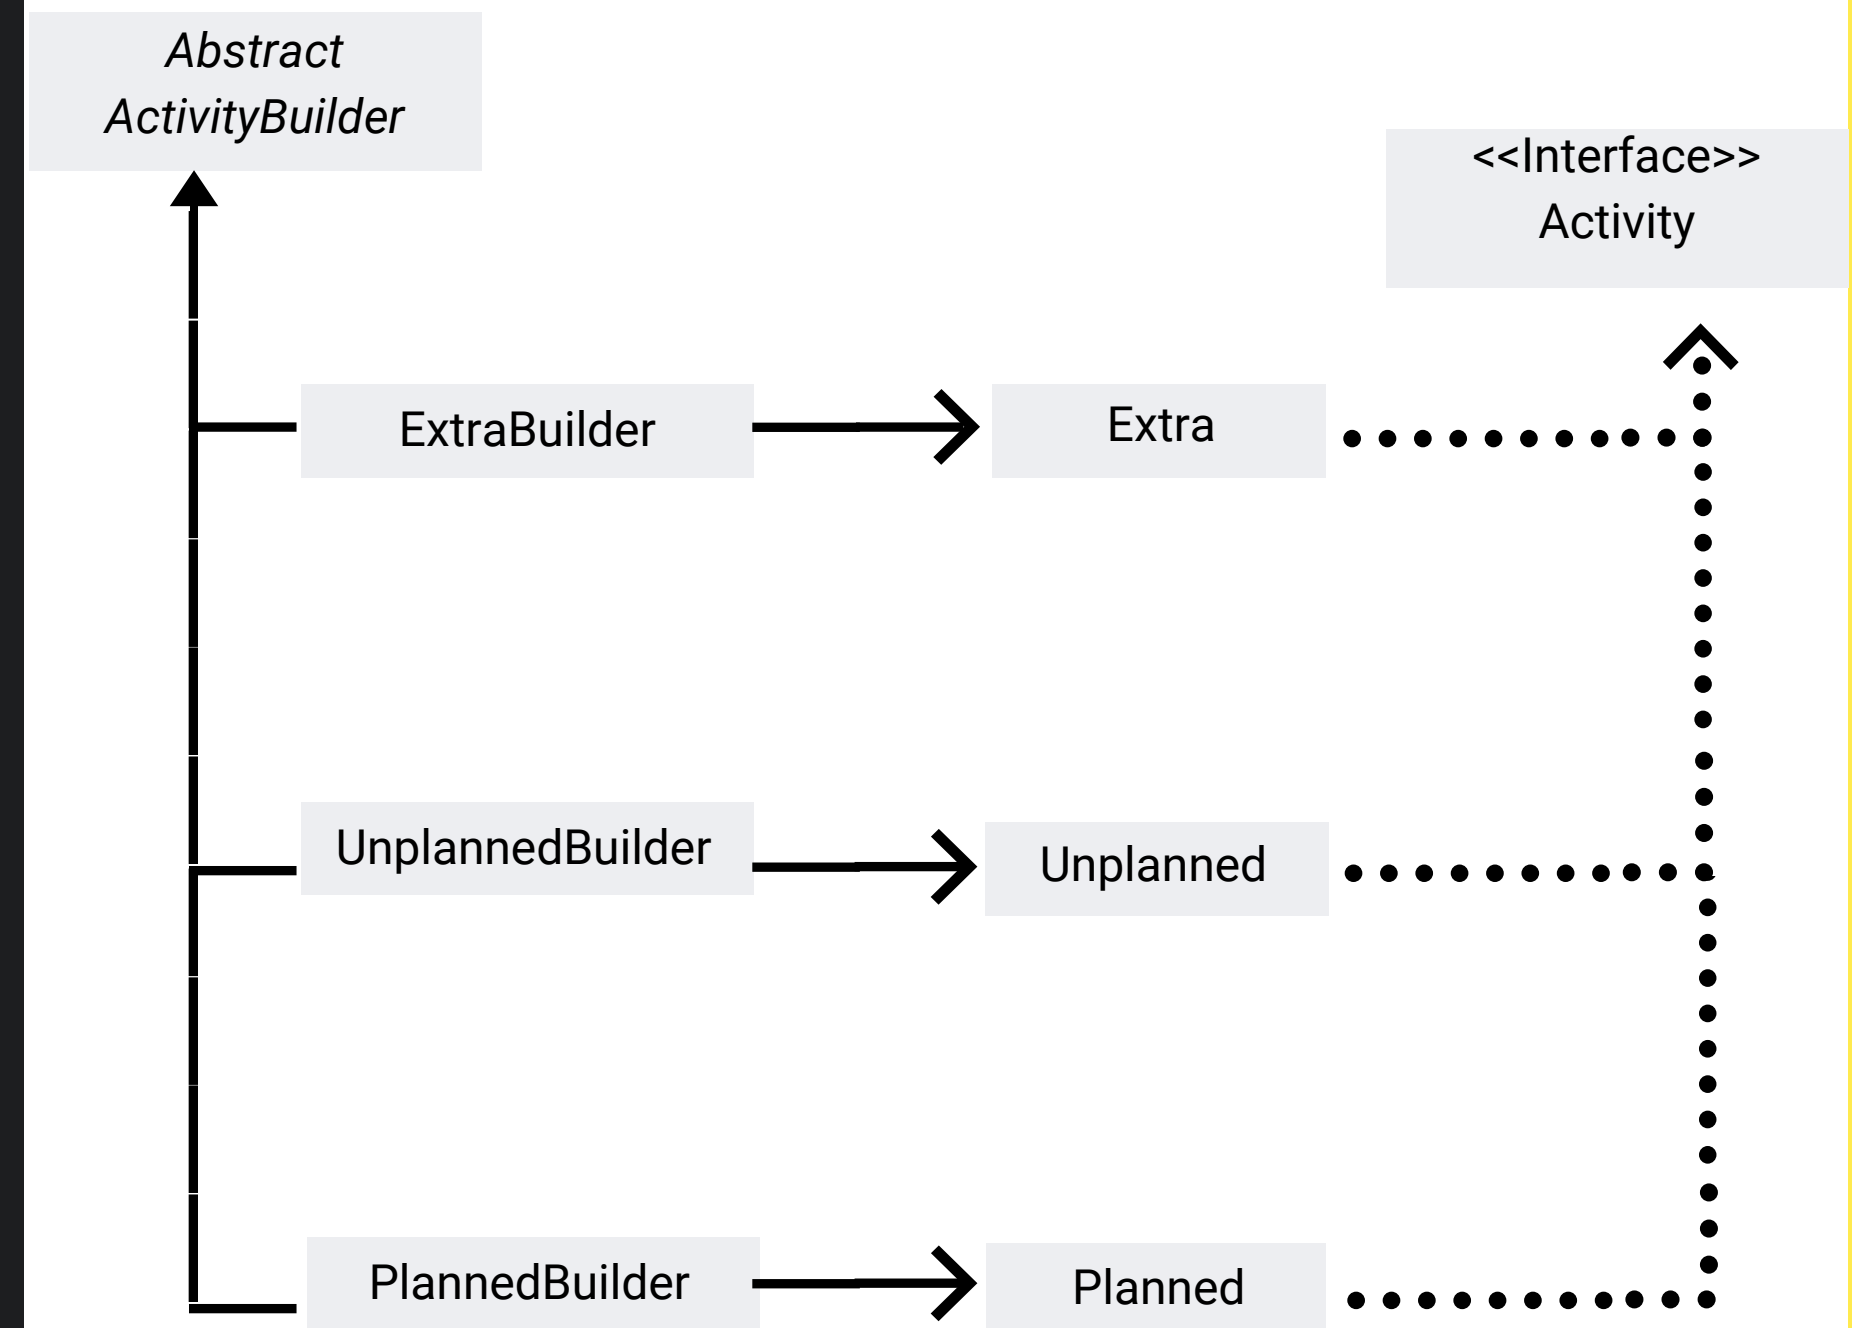 Abstract
ActivityBuilder
<<Interface>>
Activity
ExtraBuilder
Extra
UnplannedBuilder
Unplanned
PlannedBuilder
Planned